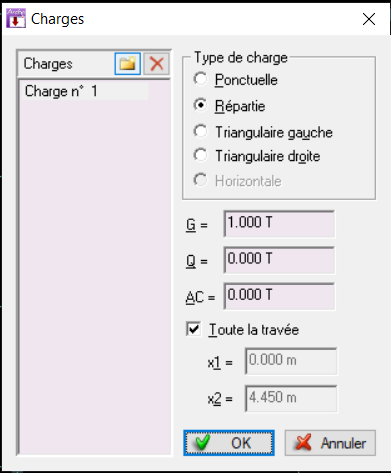 Charges
Charges
Charge n° 1
Type de charge
Ponctuelle
Répartie
Triangulaire gauche
Triangulaire droite
Horizontale
G = 1.000 T
Q = 0.000 T
AC = 0.000 T
Toute la travée
x1 = 0.000 m
x2 = 4.450 m
OK Annuler